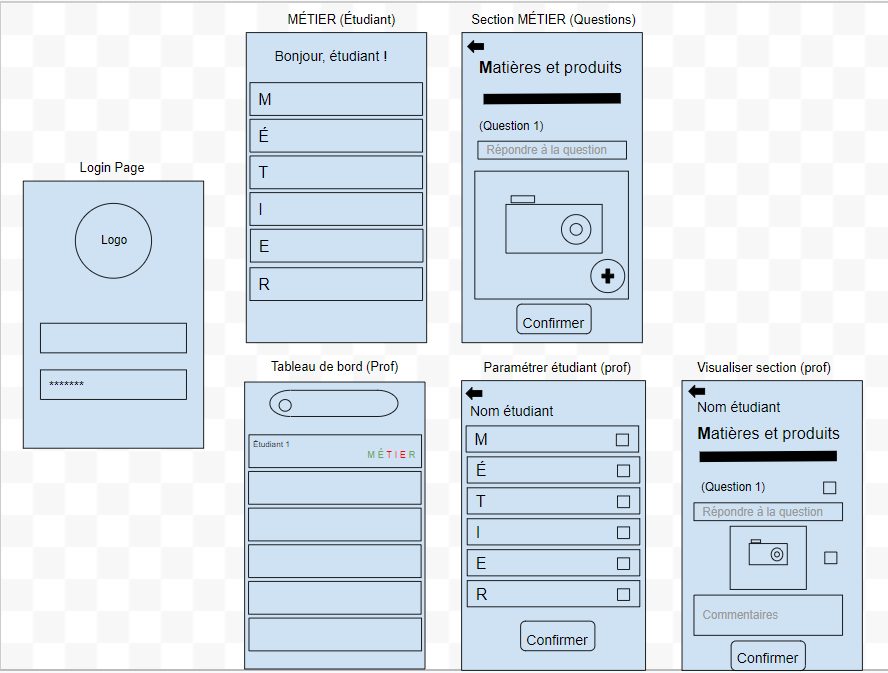 Login Page
Logo
*******
MÉTIER (Étudiant)
Bonjour, étudiant !
M
É
T
I
E
R
Section MÉTIER (Questions)
Matières et produits
(Question 1)
Répondre á la question
Confirmer
Tableau de bord (Prof)
Étudiant 1
MÉTIER
Paramétrer étudiant (prof)
Nom étudiant
M
É
T
I
E
R
Confirmer
Visualiser section (prof)
Nom étudiant
Matières et produits
(Question 1)
Répondre á la question
Commentaires
Confirmer